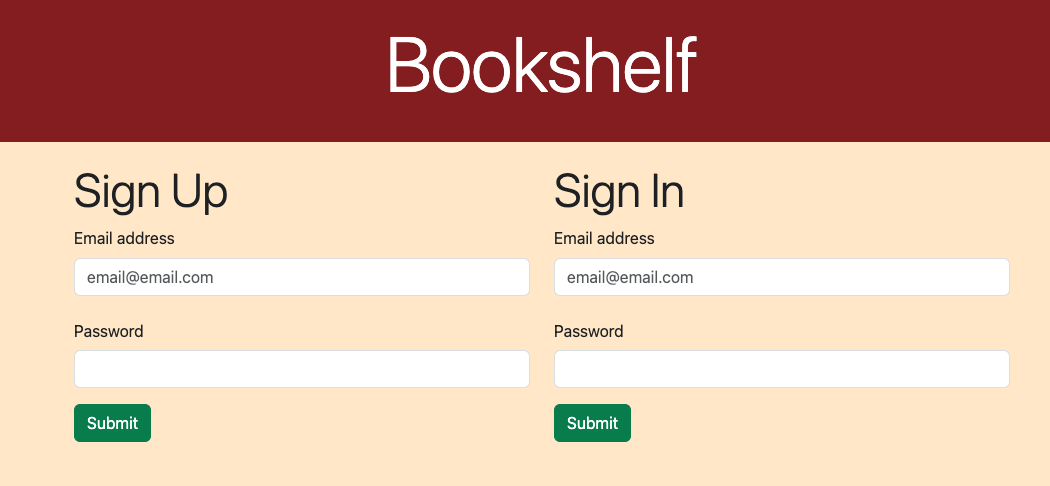 Bookshelf
Sign Up
Email address
email@email.com
Password
Submit
Sign In
Email address
email@email.com
Password
Submit